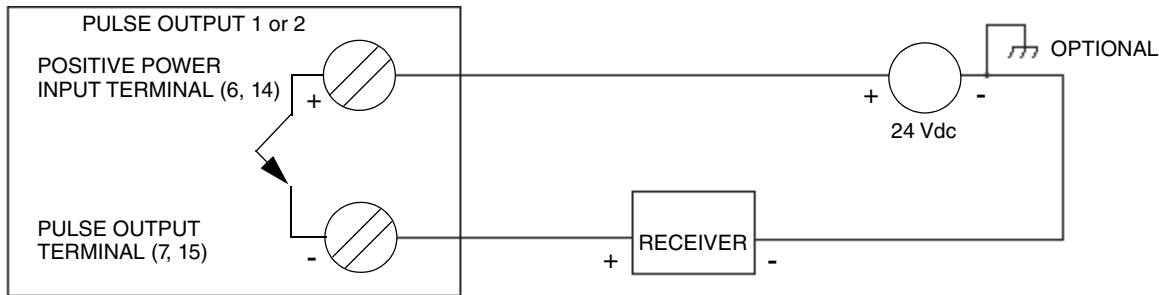 PULSE OUTPUT 1 or 2
POSITIVE POWER
INPUT TERMINAL (6, 14)
+
OPTIONAL
+
-
24 Vdc
PULSE OUTPUT
TERMINAL (7, 15)
-
RECEIVER
+
-